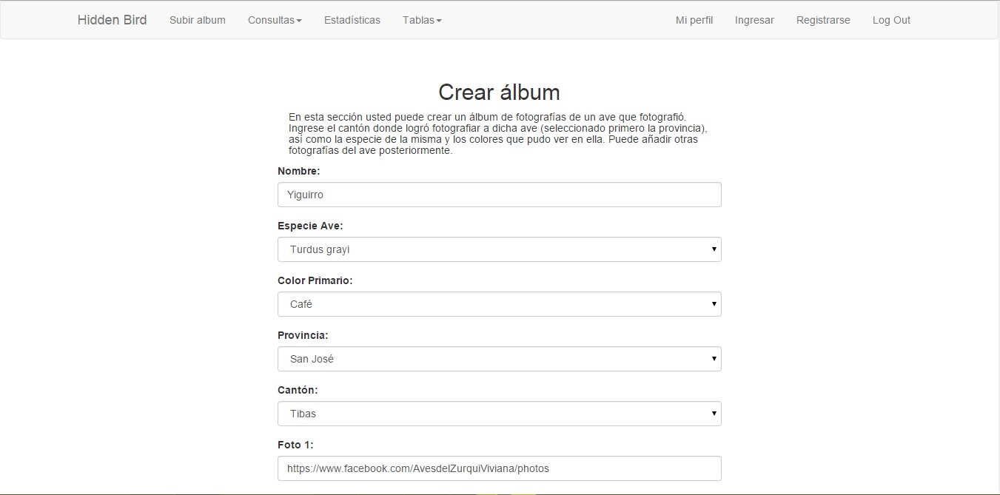 Hidden Bird Subir album Consultas Estadísticas Tablas Mi perfil Ingresar Registrarse Log Out
Crear álbum
En esta sección usted puede crear un álbum de fotografías de un ave que fotografió.
Ingrese el cantón donde logró fotografiar a dicha ave (seleccionado primero la provincia),
así como la especie de la misma y los colores que pudo ver en ella. Puede añadir otras
fotografías del ave posteriormente.
Nombre:
Yiguirro
Especie Ave:
Turdus grayi
Color Primario:
Café
Provincia:
San José
Cantón:
Tibas
Foto 1:
https://www.facebook.com/AvesdelZurquiViviana/photos